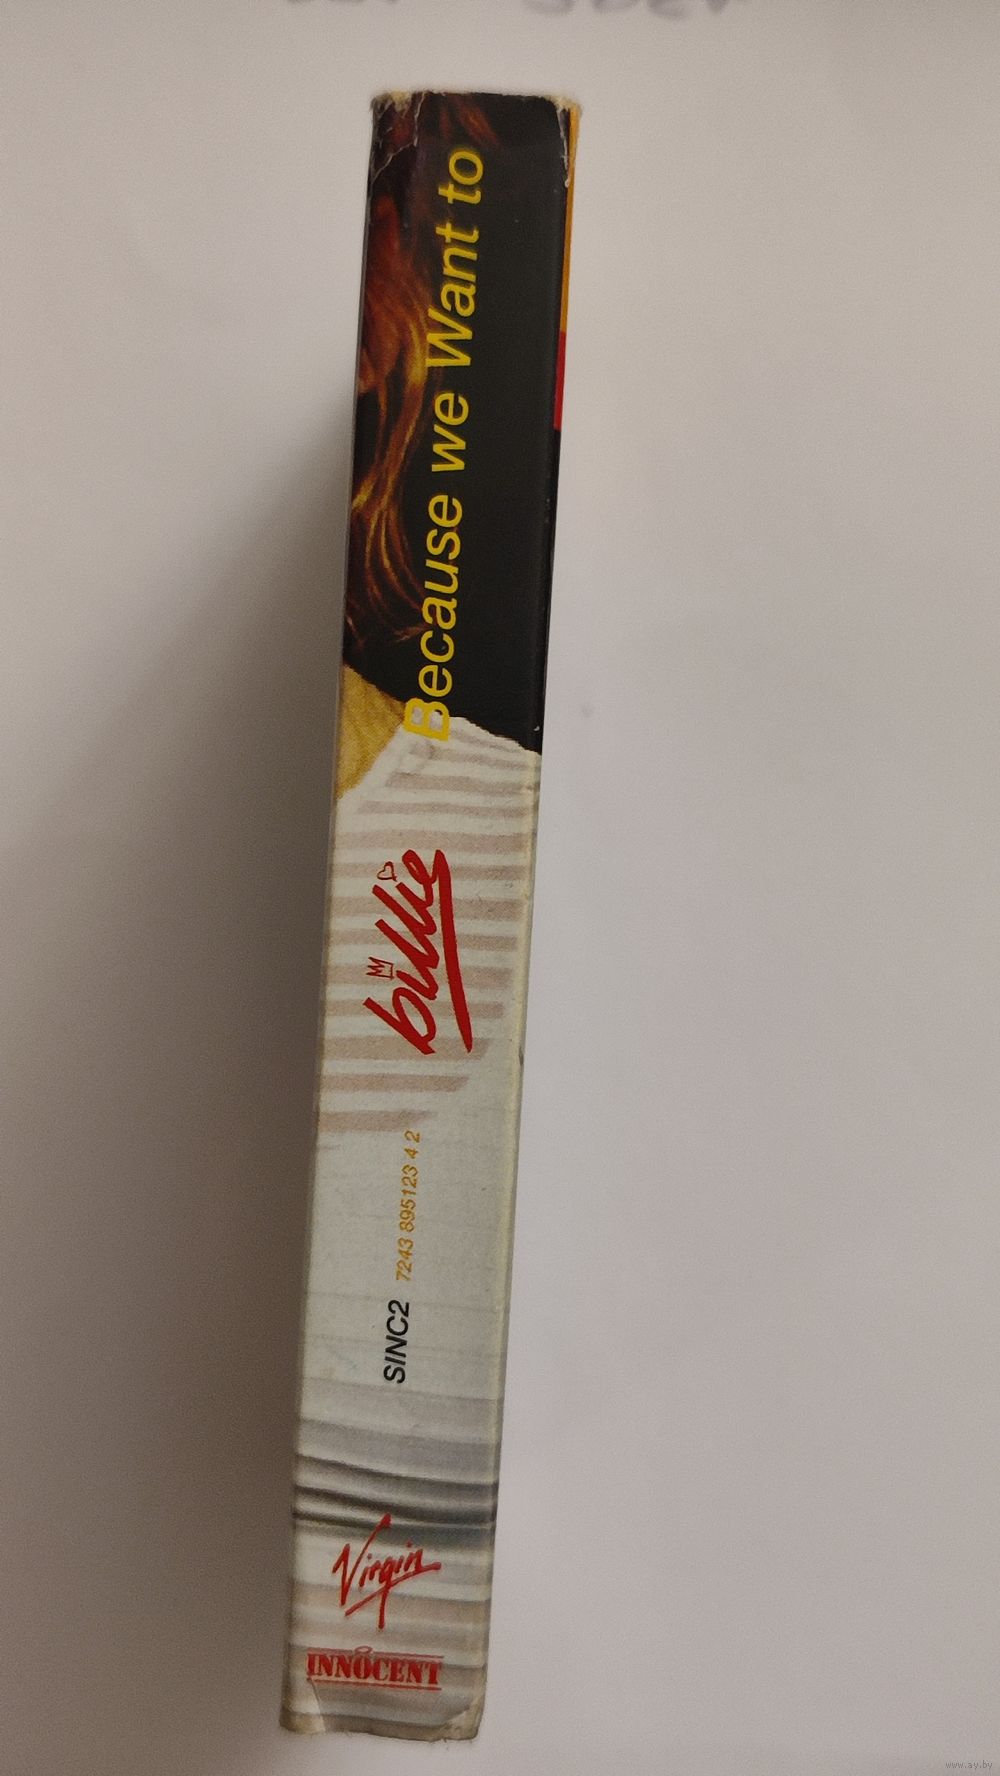 Because we Want to
billie
SINC2 7243 895123 4 2
Virgin
INNOCENT
www.ay.by